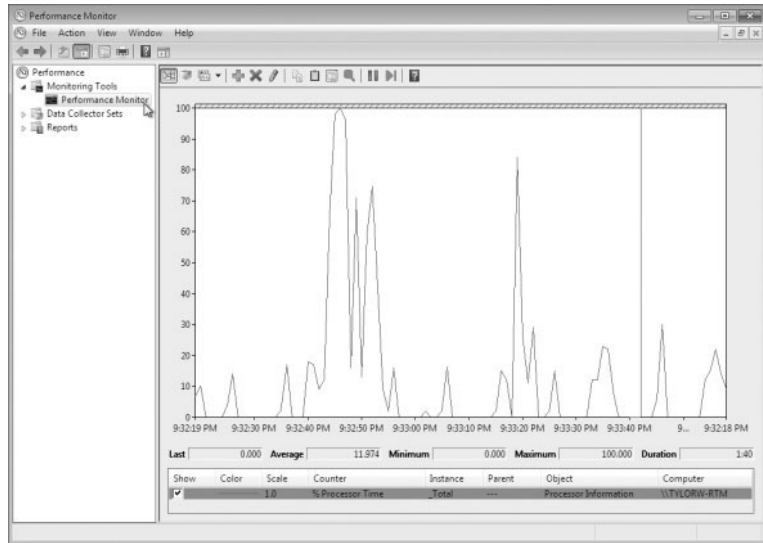 Performance Monitor
File Action View Window Help
Performance
Monitoring Tools
Performance Monitor
Data Collector Sets
Reports
100
90
80
70
60
50
40
30
20
10
0
9:32:19 PM 9:32:30 PM 9:32:40 PM 9:32:50 PM 9:33:00 PM 9:33:10 PM 9:33:20 PM 9:33:30 PM 9:33:40 PM 9... 9:32:18 PM
Last 0.000 Average 11.974 Minimum 0.000 Maximum 100.000 Duration 1:40
Show Color Scale Counter Instance Parent Object Computer
1.0 % Processor Time _Total --- Processor Information \\TYLORW-RTM